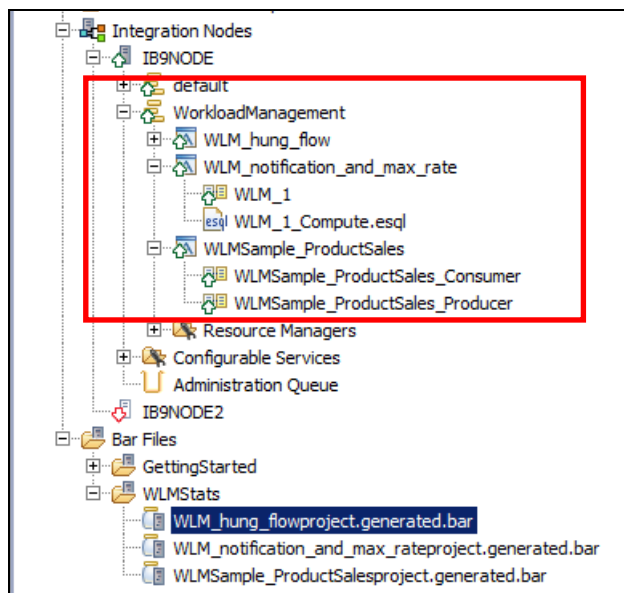 Integration Nodes
IB9NODE
default
WorkloadManagement
WLM_hung_flow
WLM_notification_and_max_rate
WLM_1
esql WLM_1_Compute.esql
WLMSample_ProductSales
WLMSample_ProductSales_Consumer
WLMSample_ProductSales_Producer
Resource Managers
Configurable Services
Administration Queue
IB9NODE2
Bar Files
GettingStarted
WLMStats
WLM_hung_flowproject.generated.bar
WLM_notification_and_max_rateproject.generated.bar
WLMSample_ProductSalesproject.generated.bar